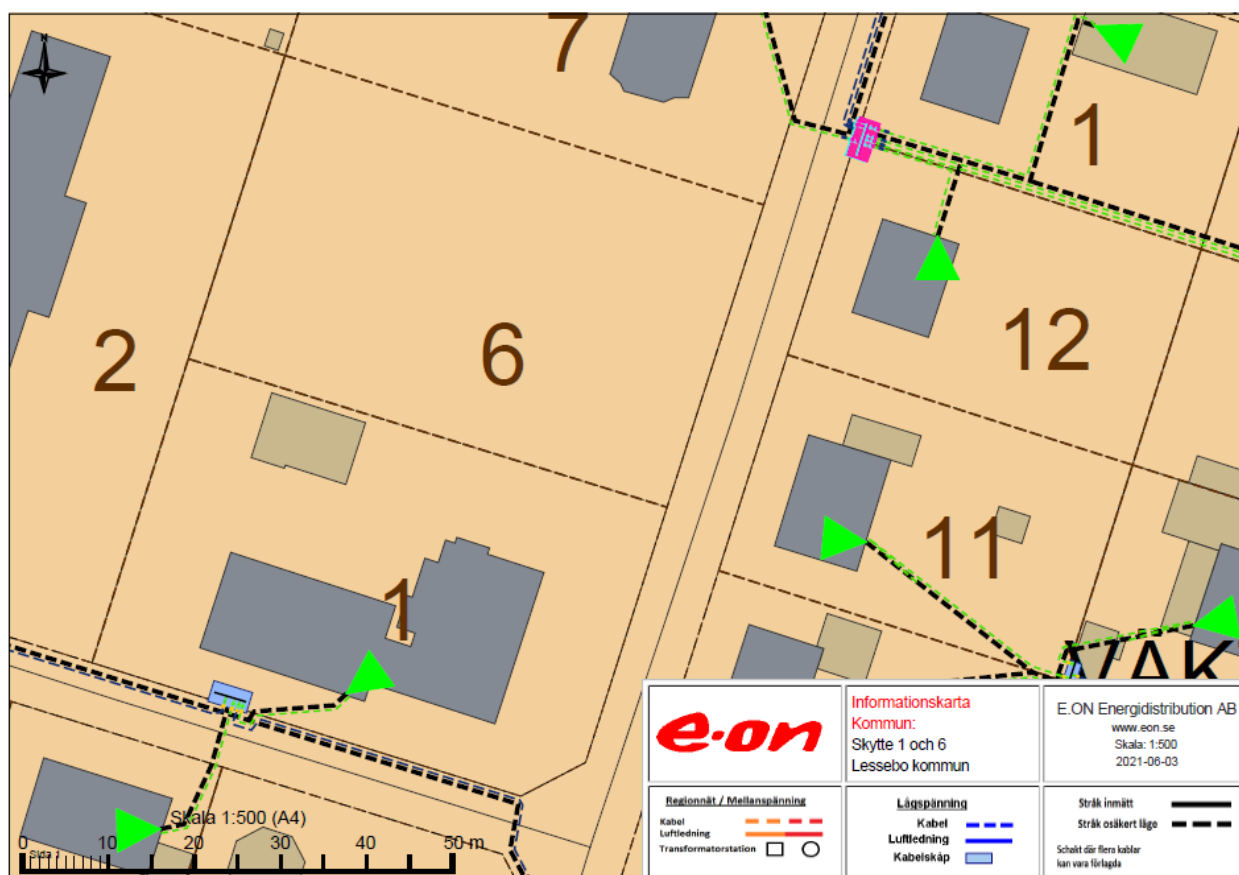 N
7
1
2
6
12
11
1
VAK
Skala 1:500 (A4)
0 10 20 30 40 50 m
Sida 1
e·on
Informationskarta
Kommun:
Skytte 1 och 6
Lessebo kommun
E.ON Energidistribution AB
www.eon.se
Skala: 1:500
2021-06-03
Regionnät / Mellanspänning
Kabel
Luftledning
Transformatorstation
Lågspänning
Kabel
Luftledning
Kabelskåp
Stråk inmätt
Stråk osäkert läge
Schakt där flera kablar
kan vara förlagda